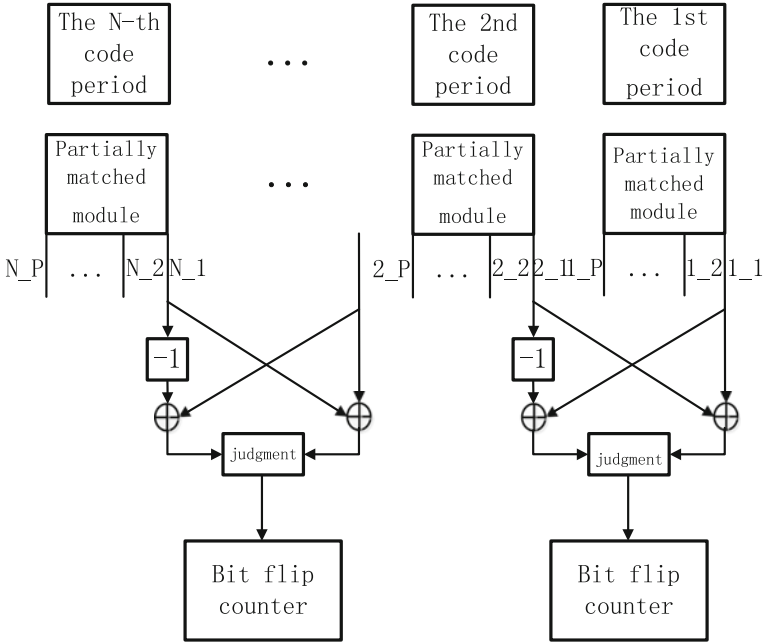 The N-th
code
period
...
The 2nd
code
period
The 1st
code
period
Partially
matched
module
...
Partially
matched
module
Partially
matched
module
N_P ... N_2 N_1
2_P ... 2_2 2_1
1_P ... 1_2 1_1
-1
-1
judgment
judgment
Bit flip
counter
Bit flip
counter